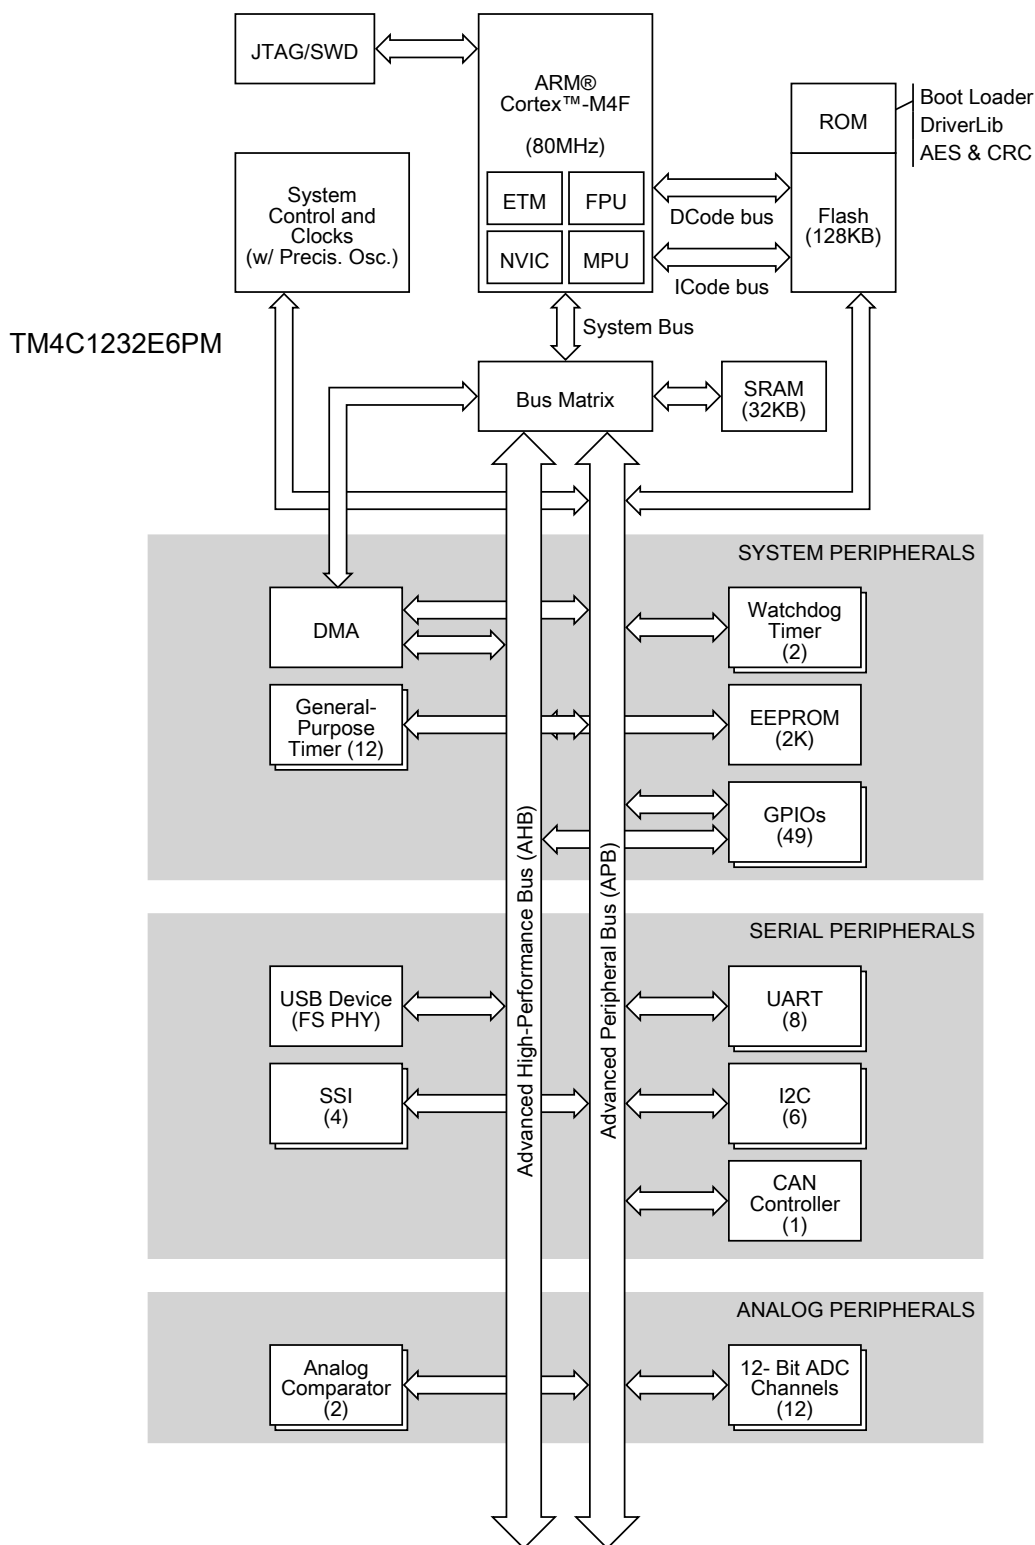 JTAG/SWD
ARM®
Cortex™-M4F
(80MHz)
ETM
FPU
NVIC
MPU
ROM
Boot Loader
DriverLib
AES & CRC
System
Control and
Clocks
(w/ Precis. Osc.)
DCode bus
Flash
(128KB)
ICode bus
System Bus
TM4C1232E6PM
Bus Matrix
SRAM
(32KB)
SYSTEM PERIPHERALS
DMA
Watchdog
Timer
(2)
General-
Purpose
Timer (12)
EEPROM
(2K)
GPIOs
(49)
Advanced High-Performance Bus (AHB)
Advanced Peripheral Bus (APB)
SERIAL PERIPHERALS
USB Device
(FS PHY)
UART
(8)
SSI
(4)
I2C
(6)
CAN
Controller
(1)
ANALOG PERIPHERALS
Analog
Comparator
(2)
12- Bit ADC
Channels
(12)